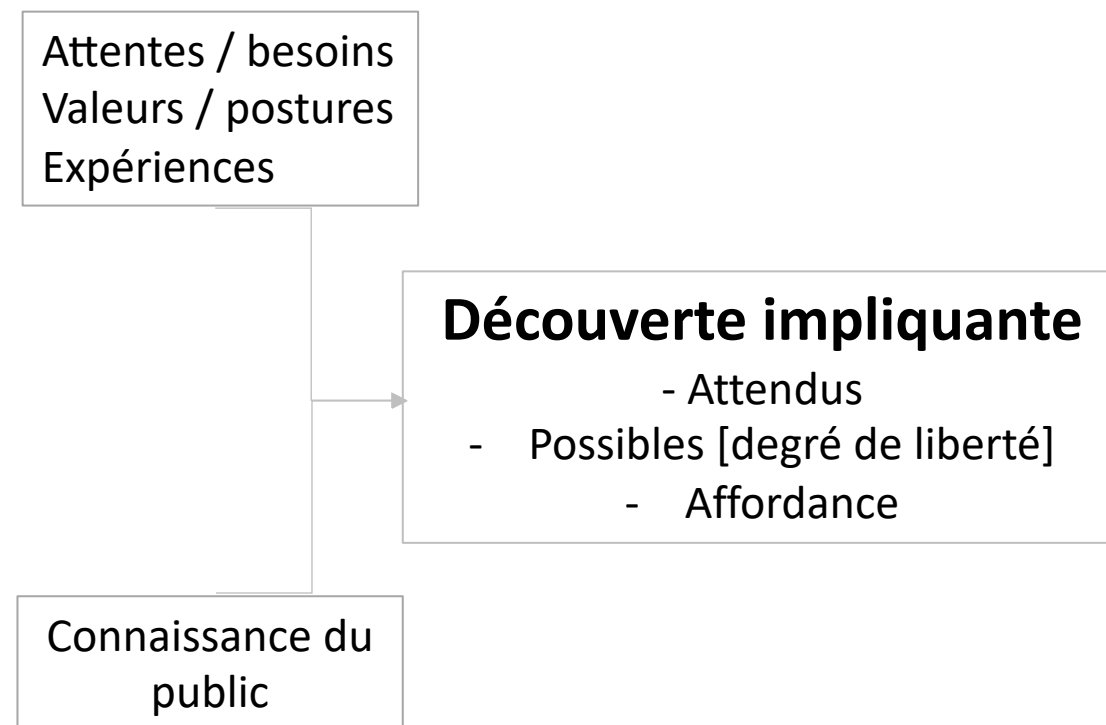 Attentes / besoins
Valeurs / postures
Expériences
Découverte impliquante
- Attendus
- Possibles [degré de liberté]
- Affordance
Connaissance du
public